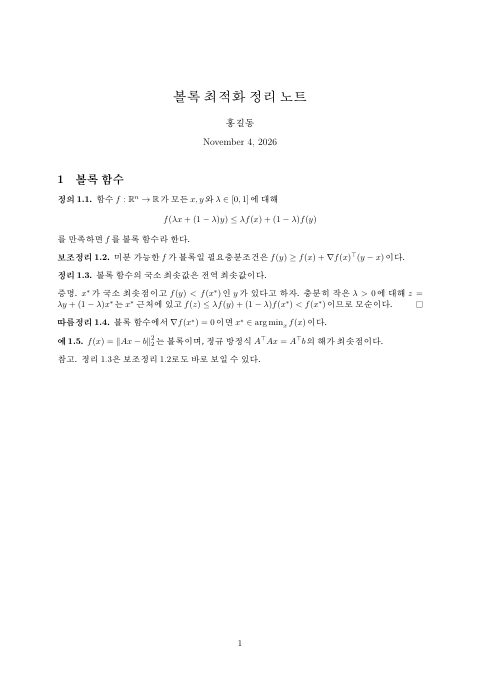 볼록 최적화 정리 노트
홍길동
November 4, 2026
1 볼록 함수
정의 1.1. 함수 f : ℝⁿ → ℝ가 모든 x, y와 λ ∈ [0, 1]에 대해
f(λx + (1 − λ)y) ≤ λf(x) + (1 − λ)f(y)
를 만족하면 f를 볼록 함수라 한다.
보조정리 1.2. 미분 가능한 f가 볼록일 필요충분조건은 f(y) ≥ f(x) + ∇f(x)⊤(y − x)이다.
정리 1.3. 볼록 함수의 국소 최솟값은 전역 최솟값이다.
증명. x*가 국소 최솟점이고 f(y) < f(x*)인 y가 있다고 하자. 충분히 작은 λ > 0에 대해 z =
λy + (1 − λ)x*는 x* 근처에 있고 f(z) ≤ λf(y) + (1 − λ)f(x*) < f(x*)이므로 모순이다. □
따름정리 1.4. 볼록 함수에서 ∇f(x*) = 0이면 x* ∈ arg minₓ f(x)이다.
예 1.5. f(x) = ‖Ax − b‖₂²는 볼록이며, 정규 방정식 A⊤Ax = A⊤b의 해가 최솟점이다.
참고. 정리 1.3은 보조정리 1.2로도 바로 보일 수 있다.
1